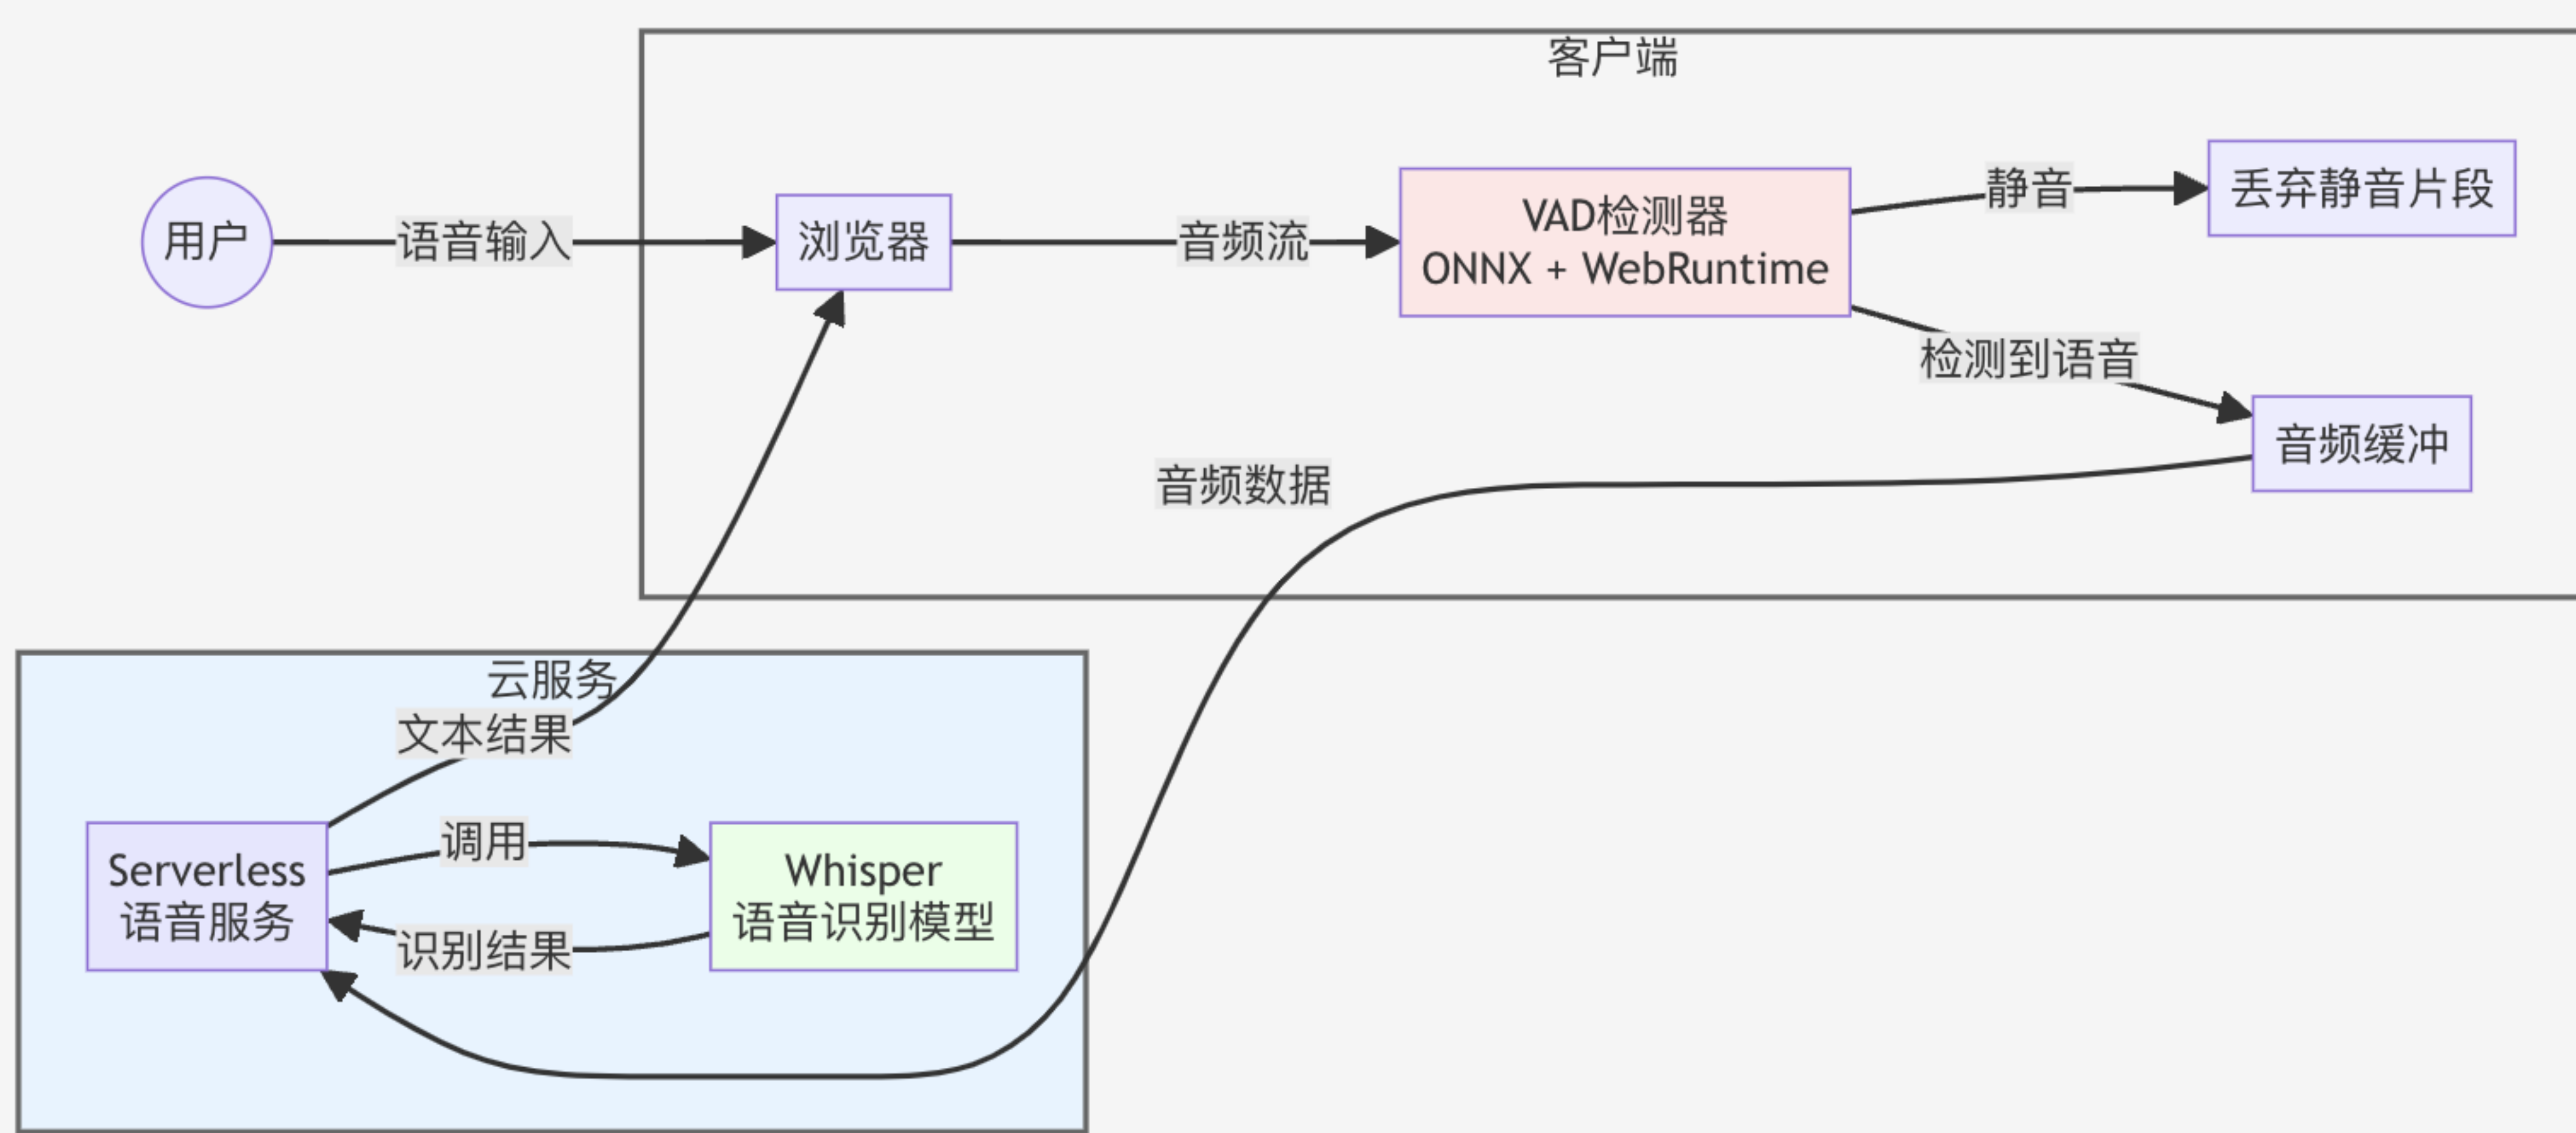 客户端
用户
语音输入
浏览器
音频流
VAD检测器
ONNX + WebRuntime
静音
丢弃静音片段
检测到语音
音频缓冲
音频数据
云服务
文本结果
Serverless
语音服务
调用
识别结果
Whisper
语音识别模型